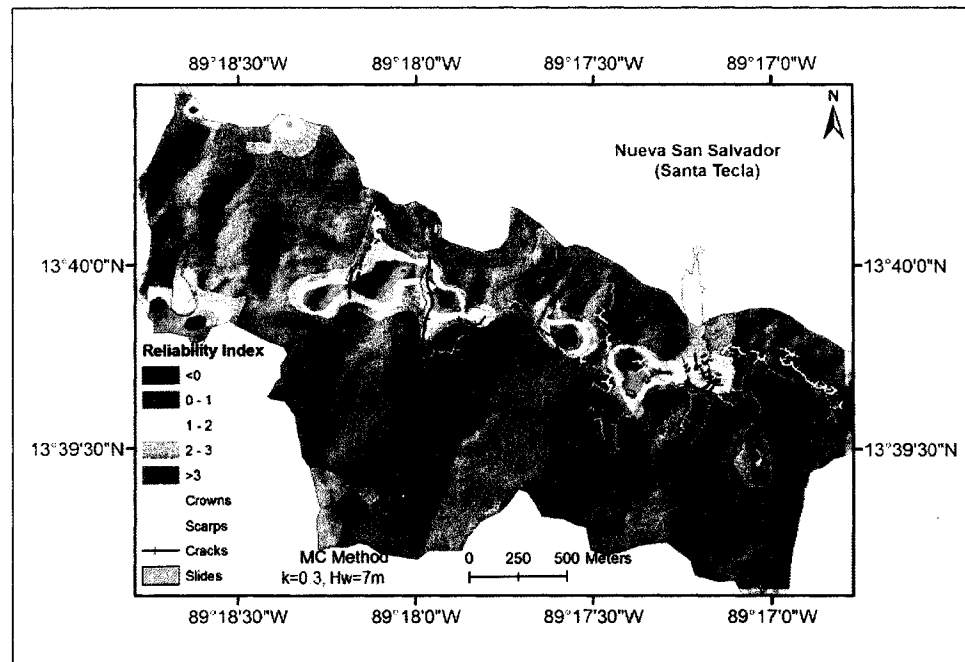 89°18'30"W 89°18'0"W 89°17'30"W 89°17'0"W
N
Nueva San Salvador
(Santa Tecla)
13°40'0"N 13°40'0"N
Reliability Index
<0
0 - 1
1 - 2
2 - 3
>3
Crowns
Scarps
Cracks
Slides
13°39'30"N 13°39'30"N
MC Method
k=0.3, Hw=7m
0 250 500 Meters
89°18'30"W 89°18'0"W 89°17'30"W 89°17'0"W